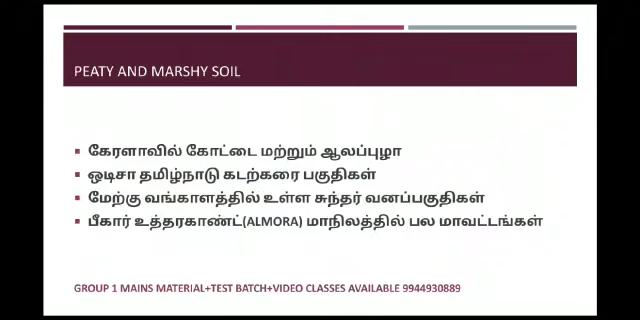 PEATY AND MARSHY SOIL
கேரளாவில் கோட்டை மற்றும் ஆலப்புழா
ஒடிசா தமிழ்நாடு கடற்கரை பகுதிகள்
மேற்கு வங்காளத்தில் உள்ள சுந்தர் வனப்பகுதிகள்
பீகார் உத்தரகாண்ட்(ALMORA) மாநிலத்தில் பல மாவட்டங்கள்
GROUP 1 MAINS MATERIAL+TEST BATCH+VIDEO CLASSES AVAILABLE 9944930889